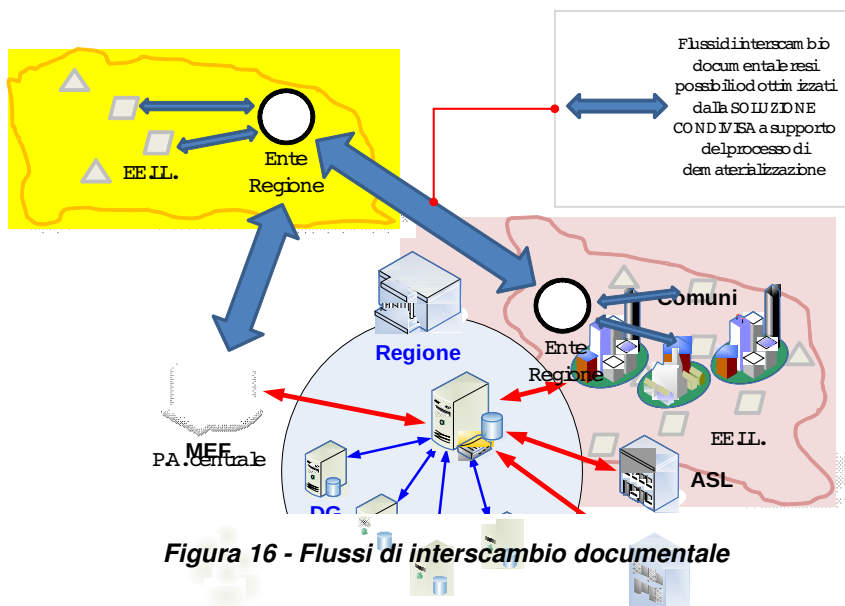 Flussi di interscambio
documentale resi
possibili od ottimizzati
dalla SOLUZIONE
CONDIVISA a supporto
del processo di
dematerializzazione
EE.LL.
Ente
Regione
Comuni
Regione
Ente
Regione
MEF
P.A. centrale
EE.LL.
ASL
DG
Figura 16 - Flussi di interscambio documentale